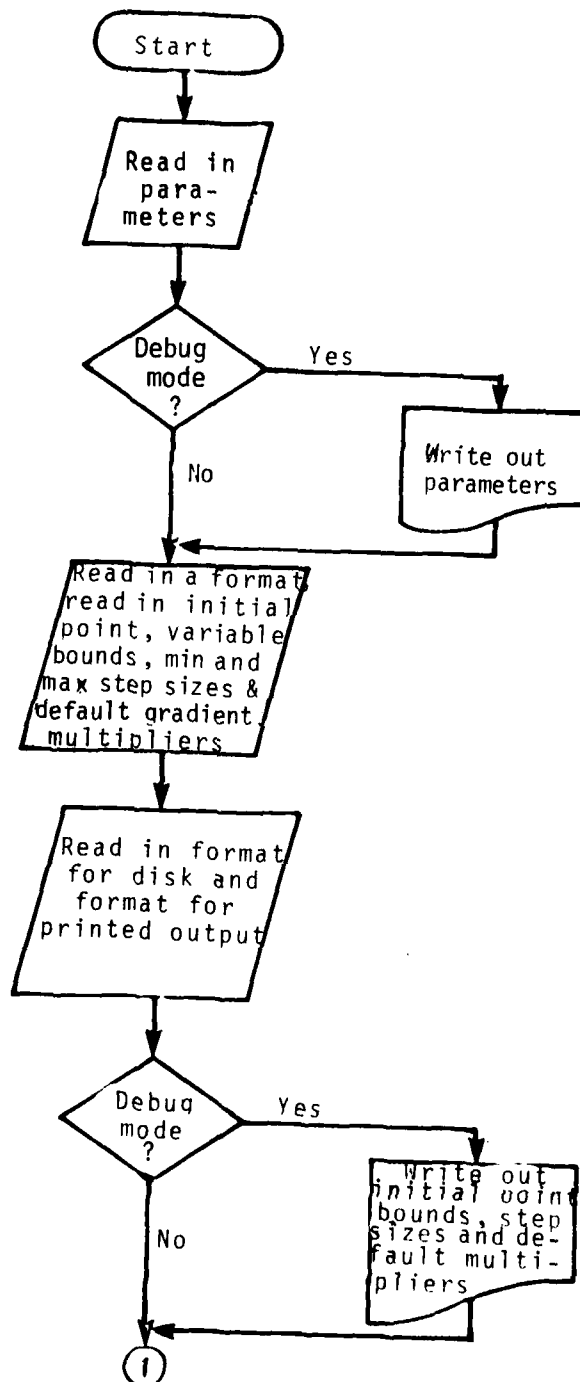 Start
Read in
para-
meters
Debug
mode
?
Yes
No
Write out
parameters
Read in a format,
read in initial
point, variable
bounds, min and
max step sizes &
default gradient
multipliers
Read in format
for disk and
format for
printed output
Debug
mode
?
Yes
No
Write out
initial point
bounds, step
sizes and de-
fault multi-
pliers
1